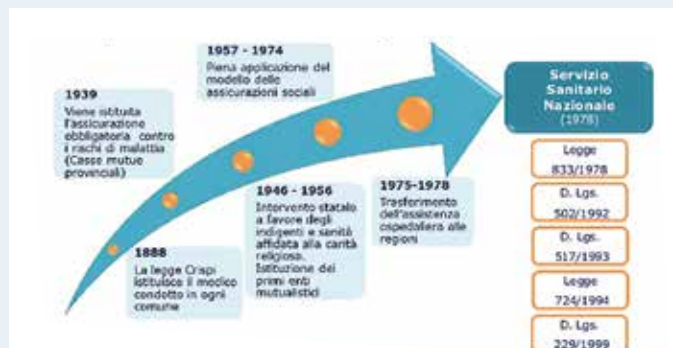 1957 - 1974
Piena applicazione del
modello delle
assicurazioni sociali
1939
Viene istituita
l'assicurazione
obbligatoria contro
i rischi di malattia
(Casse mutue
provinciali)
1888
La legge Crispi
istituisce il medico
condotto in ogni
comune
1946 - 1956
Intervento statale
a favore degli
indigenti e sanità
affidata alla carità
religiosa.
Istituzione dei
primi enti
mutualistici
1975-1978
Trasferimento
dell'assistenza
ospedaliera alle
regioni
Servizio
Sanitario
Nazionale
(1978)
Legge
833/1978
D. Lgs.
502/1992
D. Lgs.
517/1993
Legge
724/1994
D. Lgs.
229/1999